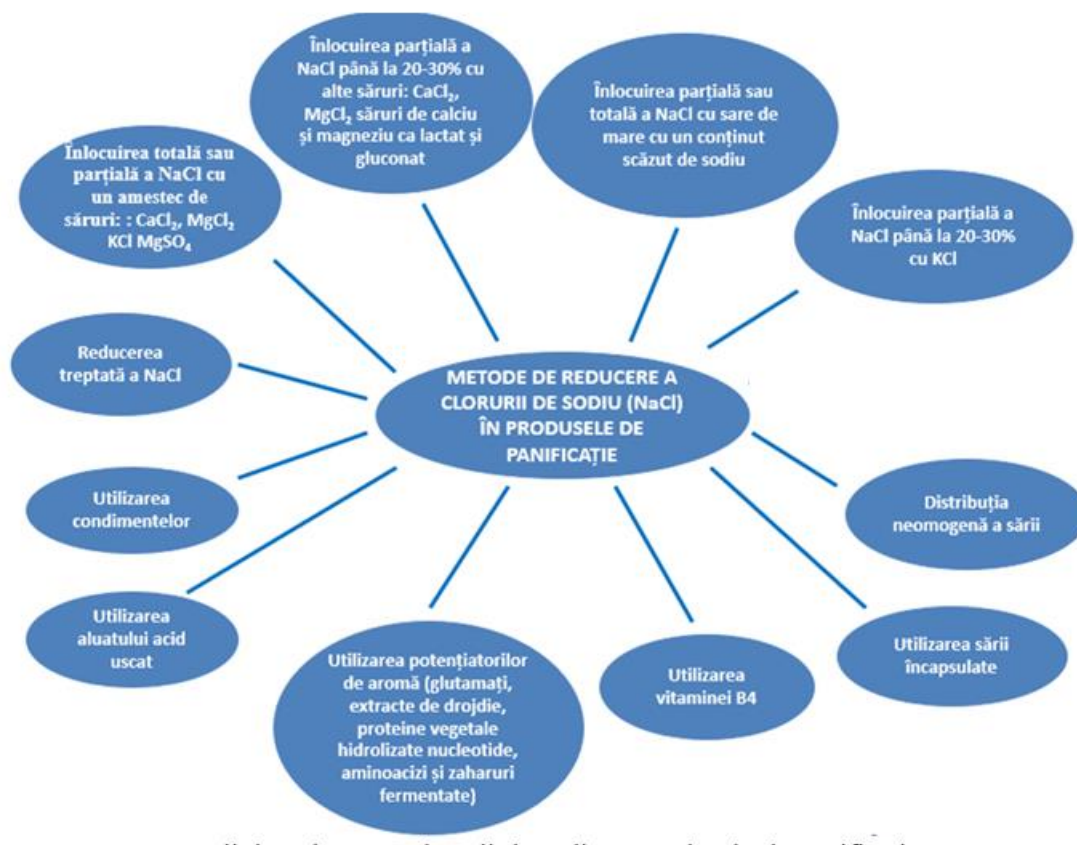 Înlocuirea parțială a
NaCl până la 20-30% cu
alte săruri: CaCl₂,
MgCl₂ săruri de calciu
și magneziu ca lactat și
gluconat
Înlocuirea parțială sau
totală a NaCl cu sare de
mare cu un conținut
scăzut de sodiu
Înlocuirea totală sau
parțială a NaCl cu
un amestec de
săruri: : CaCl₂, MgCl₂
KCl MgSO₄
Înlocuirea parțială a
NaCl până la 20-30%
cu KCl
Reducerea
treptată a NaCl
METODE DE REDUCERE A
CLORURII DE SODIU (NaCl)
ÎN PRODUSELE DE
PANIFICAȚIE
Utilizarea
condimentelor
Distribuția
neomogenă a sării
Utilizarea
aluatului acid
uscat
Utilizarea potențiatorilor
de aromă (glutamați,
extracte de drojdie,
proteine vegetale
hidrolizate nucleotide,
aminoacizi și zaharuri
fermentate)
Utilizarea
vitaminei B4
Utilizarea sării
încapsulate